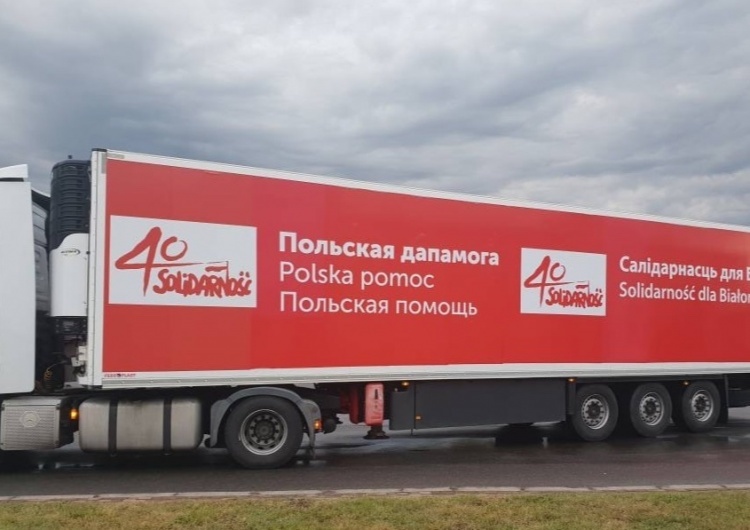 40
SOLIDARNOŚĆ
Польская дапамога
Polska pomoc
Польская помощь
40
SOLIDARNOŚĆ
Салідарнасць для
Solidarność dla